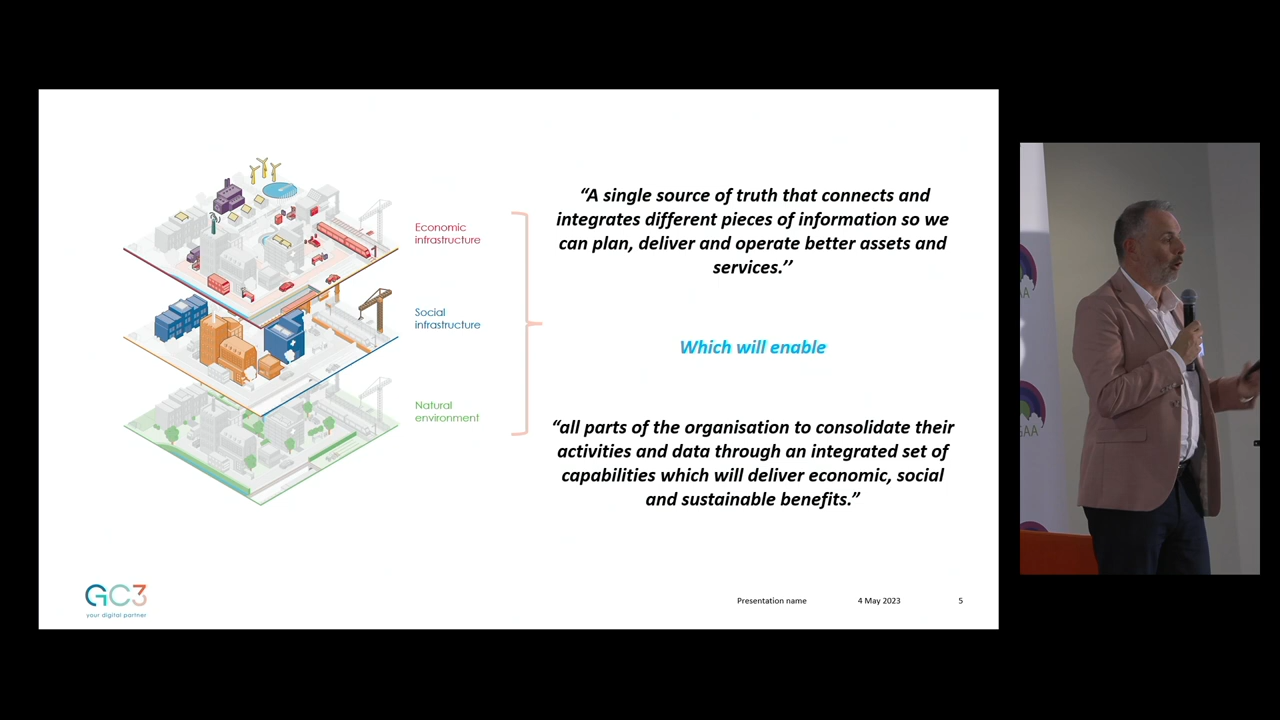 Economic
infrastructure
Social
infrastructure
Natural
environment
“A single source of truth that connects and
integrates different pieces of information so we
can plan, deliver and operate better assets and
services.’’
Which will enable
“all parts of the organisation to consolidate their
activities and data through an integrated set of
capabilities which will deliver economic, social
and sustainable benefits.”
GC3
your digital partner
Presentation name
4 May 2023
5